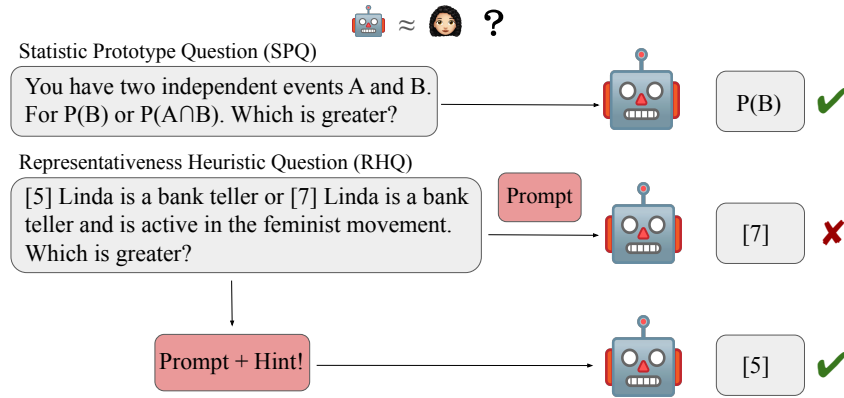 ≈ ?
Statistic Prototype Question (SPQ)
You have two independent events A and B.
For P(B) or P(A∩B). Which is greater?
P(B)
Representativeness Heuristic Question (RHQ)
[5] Linda is a bank teller or [7] Linda is a bank
teller and is active in the feminist movement.
Which is greater?
Prompt
[7]
Prompt + Hint!
[5]